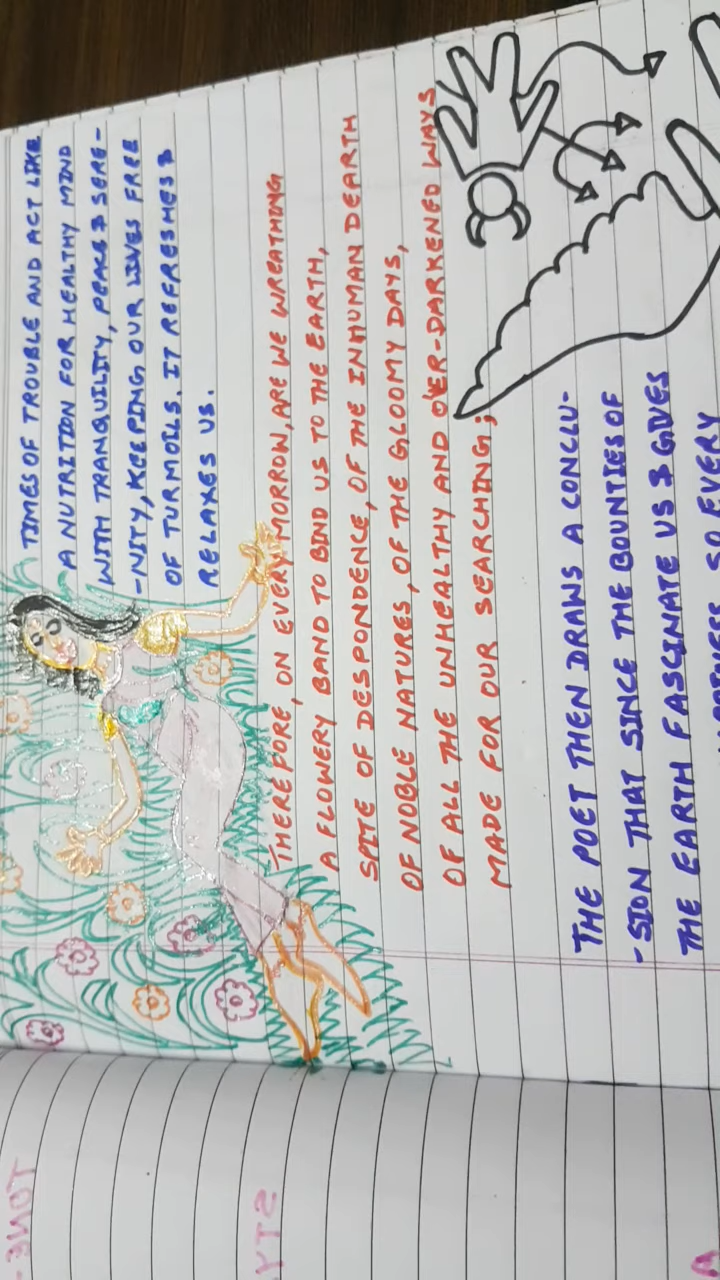 TIMES OF TROUBLE AND ACT LIKE
A NUTRITION FOR HEALTHY MIND
WITH TRANQUILITY, PEACE & SERE-
-NITY, KEEPING OUR LIVES FREE
OF TURMOILS. IT REFRESHES &
RELAXES US.
THEREFORE, ON EVERY MORROW, ARE WE WREATHING
A FLOWERY BAND TO BIND US TO THE EARTH,
SPITE OF DESPONDENCE, OF THE INHUMAN DEARTH
OF NOBLE NATURES, OF THE GLOOMY DAYS,
OF ALL THE UNHEALTHY AND O'ER-DARKENED WAYS
MADE FOR OUR SEARCHING;
THE POET THEN DRAWS A CONCLU-
-SION THAT SINCE THE BOUNTIES OF
THE EARTH FASCINATE US & GIVES
SO EVERY